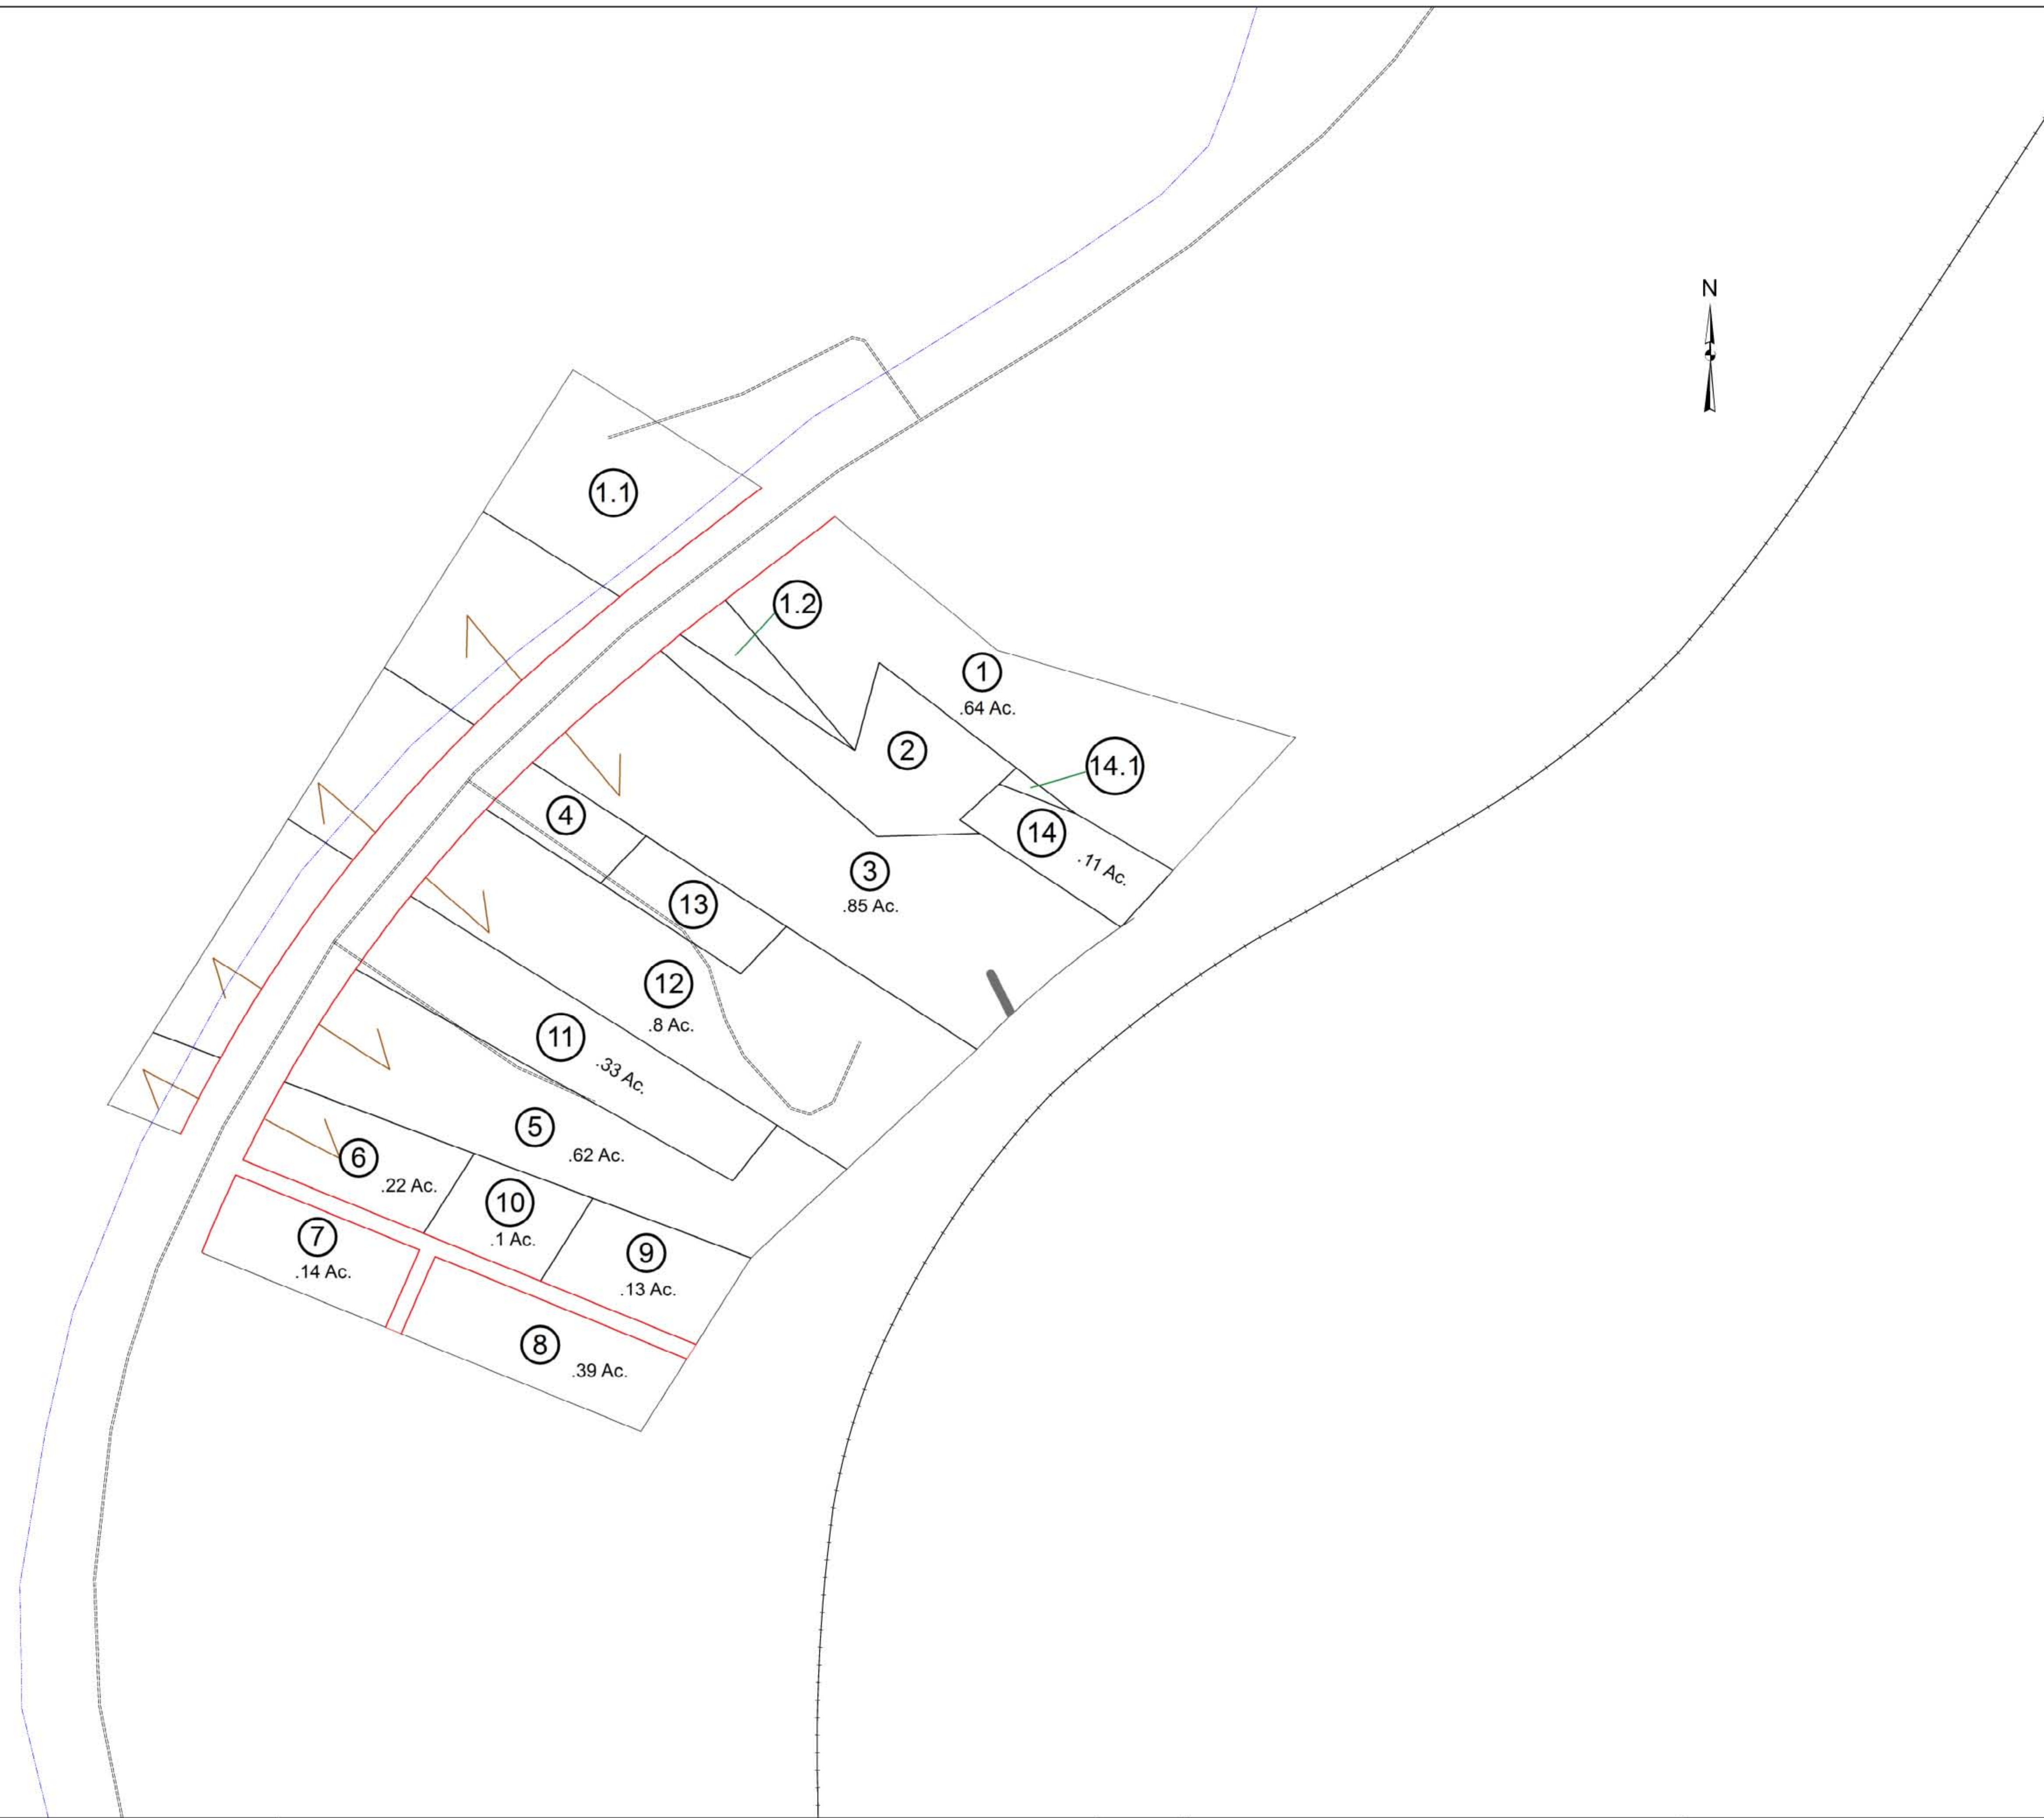 N
1.1
1.2
1
.64 Ac.
2
14.1
4
14
.11 Ac.
3
.85 Ac.
13
12
.8 Ac.
11
.33 Ac.
5
.62 Ac.
6
.22 Ac.
10
.1 Ac.
7
.14 Ac.
9
.13 Ac.
8
.39 Ac.